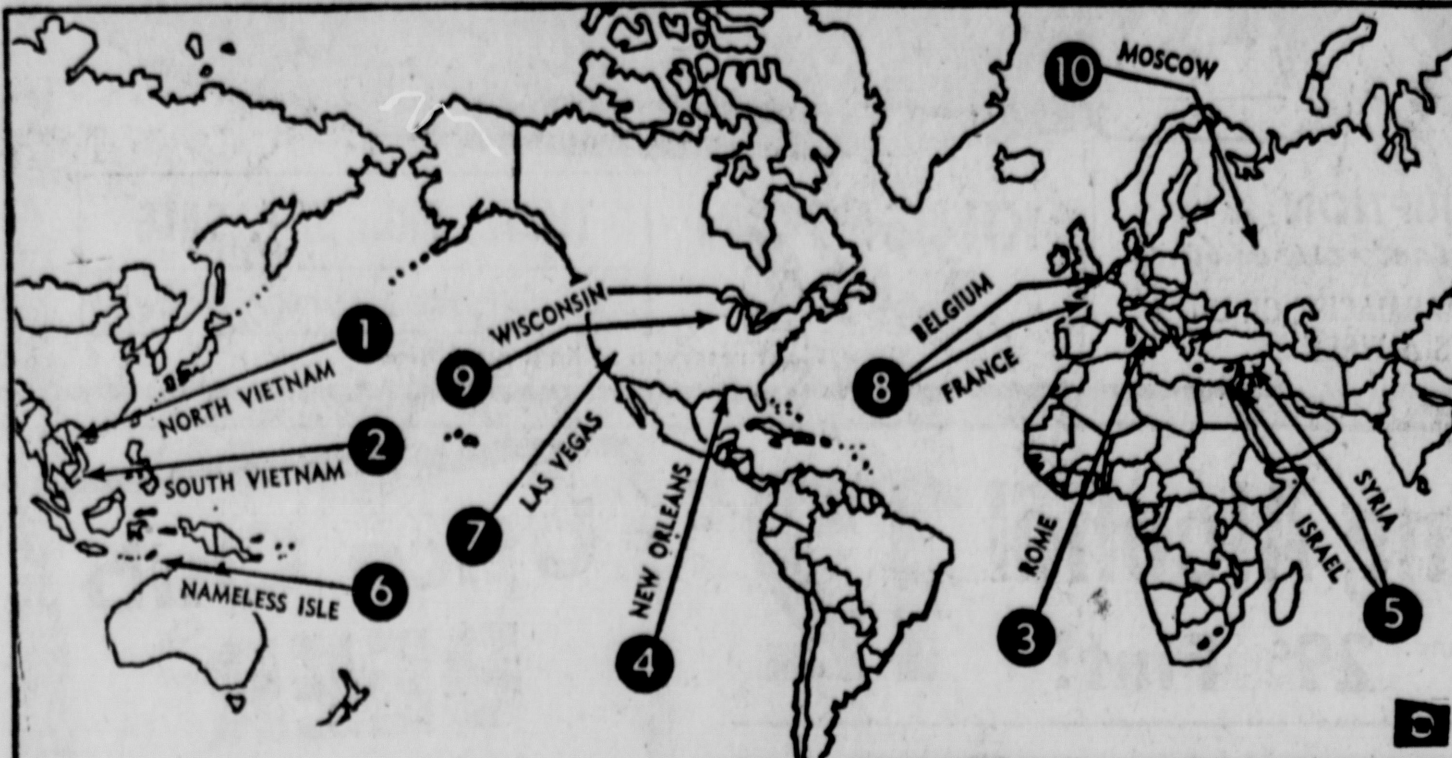 10 MOSCOW
1 NORTH VIETNAM
2 SOUTH VIETNAM
6 NAMELESS ISLE
9 WISCONSIN
7 LAS VEGAS
4 NEW ORLEANS
8 BELGIUM
FRANCE
3 ROME
5 SYRIA
ISRAEL